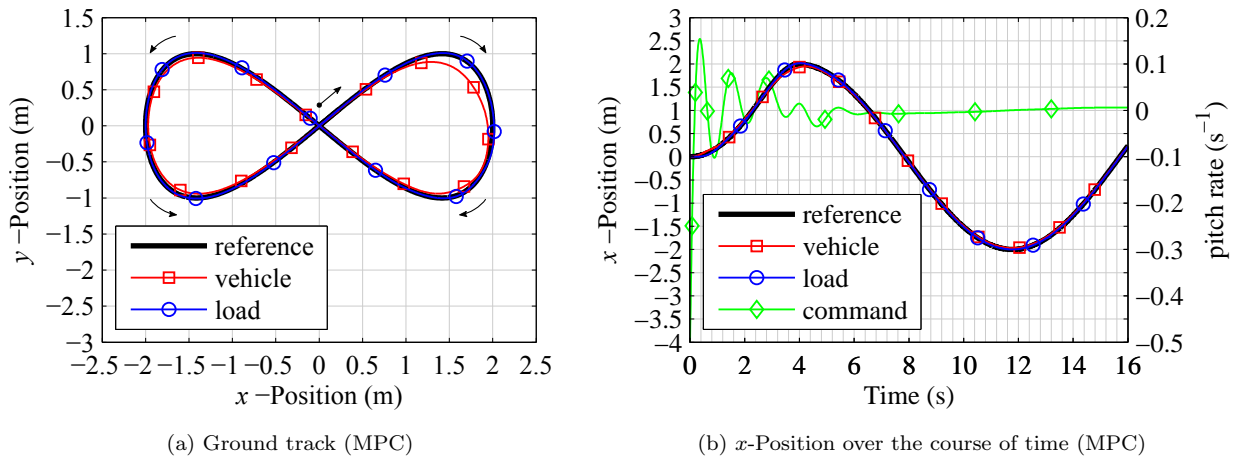 1.5
1
0.5
0
−0.5
−1
−1.5
−2
−2.5
−3
y −Position (m)
reference
vehicle
load
−2.5 −2 −1.5 −1 −0.5 0 0.5 1 1.5 2 2.5
x −Position (m)
(a) Ground track (MPC)
3
2.5
2
1.5
1
0.5
0
−0.5
−1
−1.5
−2
−2.5
−3
−3.5
−4
x −Position (m)
reference
vehicle
load
command
0.2
0.1
0
−0.1
−0.2
−0.3
−0.4
−0.5
pitch rate (s⁻¹)
0 2 4 6 8 10 12 14 16
Time (s)
(b) x-Position over the course of time (MPC)